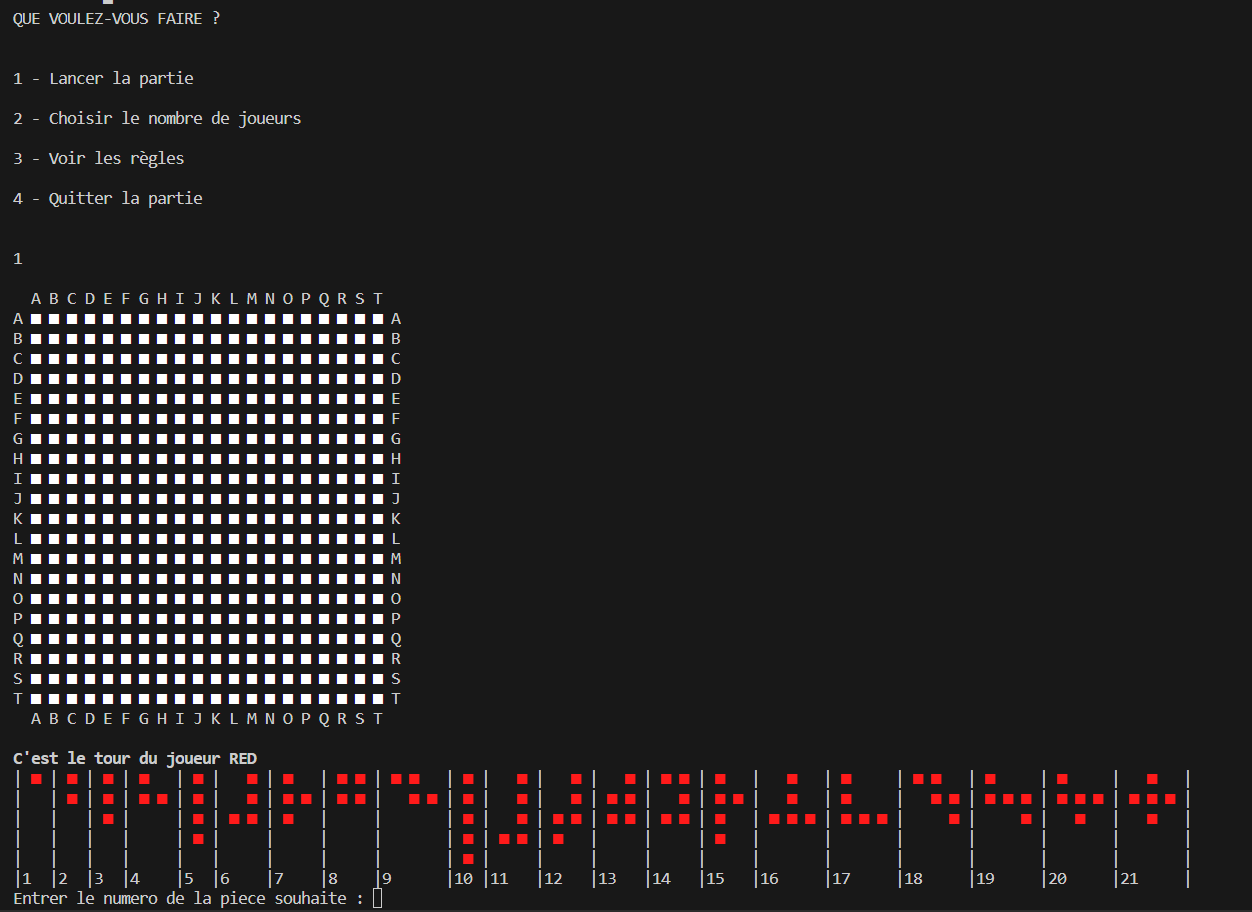 QUE VOULEZ-VOUS FAIRE ?
1 - Lancer la partie
2 - Choisir le nombre de joueurs
3 - Voir les règles
4 - Quitter la partie
1
A B C D E F G H I J K L M N O P Q R S T
A ■ ■ ■ ■ ■ ■ ■ ■ ■ ■ ■ ■ ■ ■ ■ ■ ■ ■ ■ ■ A
B ■ ■ ■ ■ ■ ■ ■ ■ ■ ■ ■ ■ ■ ■ ■ ■ ■ ■ ■ ■ B
C ■ ■ ■ ■ ■ ■ ■ ■ ■ ■ ■ ■ ■ ■ ■ ■ ■ ■ ■ ■ C
D ■ ■ ■ ■ ■ ■ ■ ■ ■ ■ ■ ■ ■ ■ ■ ■ ■ ■ ■ ■ D
E ■ ■ ■ ■ ■ ■ ■ ■ ■ ■ ■ ■ ■ ■ ■ ■ ■ ■ ■ ■ E
F ■ ■ ■ ■ ■ ■ ■ ■ ■ ■ ■ ■ ■ ■ ■ ■ ■ ■ ■ ■ F
G ■ ■ ■ ■ ■ ■ ■ ■ ■ ■ ■ ■ ■ ■ ■ ■ ■ ■ ■ ■ G
H ■ ■ ■ ■ ■ ■ ■ ■ ■ ■ ■ ■ ■ ■ ■ ■ ■ ■ ■ ■ H
I ■ ■ ■ ■ ■ ■ ■ ■ ■ ■ ■ ■ ■ ■ ■ ■ ■ ■ ■ ■ I
J ■ ■ ■ ■ ■ ■ ■ ■ ■ ■ ■ ■ ■ ■ ■ ■ ■ ■ ■ ■ J
K ■ ■ ■ ■ ■ ■ ■ ■ ■ ■ ■ ■ ■ ■ ■ ■ ■ ■ ■ ■ K
L ■ ■ ■ ■ ■ ■ ■ ■ ■ ■ ■ ■ ■ ■ ■ ■ ■ ■ ■ ■ L
M ■ ■ ■ ■ ■ ■ ■ ■ ■ ■ ■ ■ ■ ■ ■ ■ ■ ■ ■ ■ M
N ■ ■ ■ ■ ■ ■ ■ ■ ■ ■ ■ ■ ■ ■ ■ ■ ■ ■ ■ ■ N
O ■ ■ ■ ■ ■ ■ ■ ■ ■ ■ ■ ■ ■ ■ ■ ■ ■ ■ ■ ■ O
P ■ ■ ■ ■ ■ ■ ■ ■ ■ ■ ■ ■ ■ ■ ■ ■ ■ ■ ■ ■ P
Q ■ ■ ■ ■ ■ ■ ■ ■ ■ ■ ■ ■ ■ ■ ■ ■ ■ ■ ■ ■ Q
R ■ ■ ■ ■ ■ ■ ■ ■ ■ ■ ■ ■ ■ ■ ■ ■ ■ ■ ■ ■ R
S ■ ■ ■ ■ ■ ■ ■ ■ ■ ■ ■ ■ ■ ■ ■ ■ ■ ■ ■ ■ S
T ■ ■ ■ ■ ■ ■ ■ ■ ■ ■ ■ ■ ■ ■ ■ ■ ■ ■ ■ ■ T
A B C D E F G H I J K L M N O P Q R S T
C'est le tour du joueur RED
|1 |2 |3 |4 |5 |6 |7 |8 |9 |10 |11 |12 |13 |14 |15 |16 |17 |18 |19 |20 |21 |
Entrer le numero de la piece souhaite :